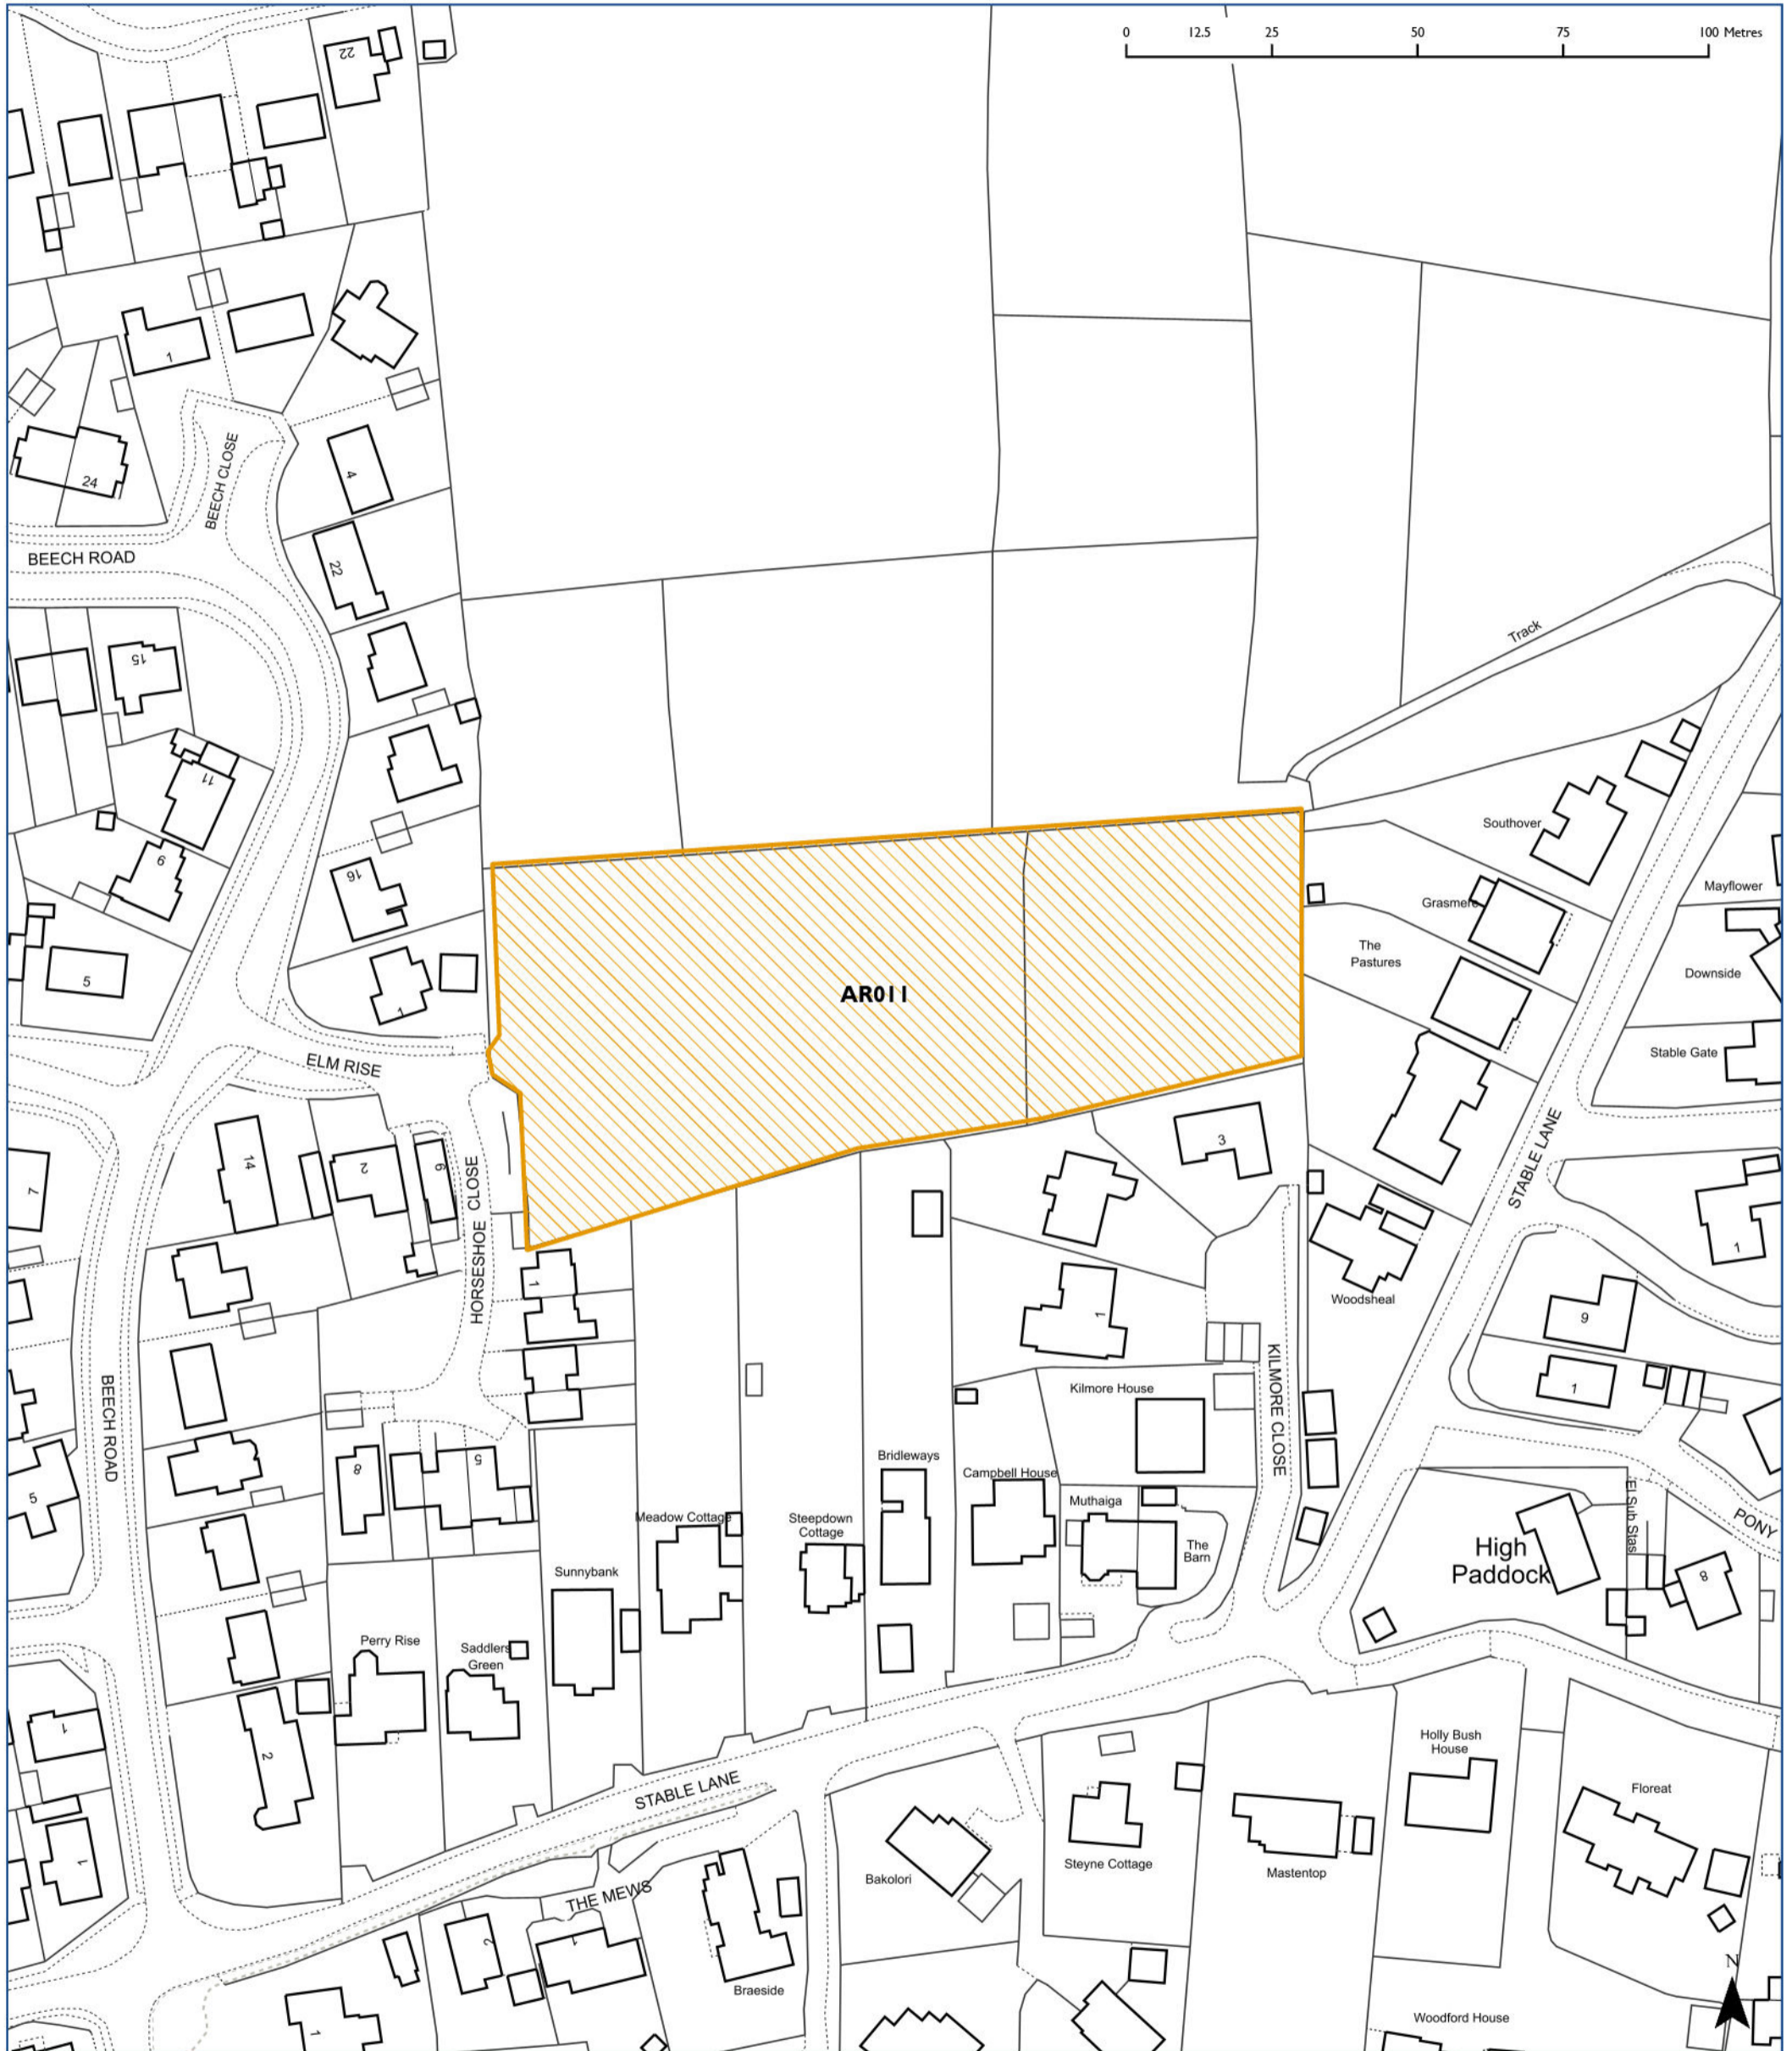 0 12.5 25 50 75 100 Metres
22
1
24
BEECH CLOSE
4
BEECH ROAD
22
Track
15
11
Southover
9
16
Mayflower
Grasmere
The
Pastures
5
Downside
AR011
1
Stable Gate
ELM RISE
3
STABLE LANE
14
2
9
7
HORSESHOE CLOSE
1
1
Woodsheal
1
9
BEECH ROAD
KILMORE CLOSE
Kilmore House
1
Bridleways
8
5
Campbell House
5
Muthaiga
Meadow Cottage
Steepdown
Cottage
The
Barn
El Sub Stas
PONY
High
Paddock
Sunnybank
8
Perry Rise
Saddlers
Green
1
2
Holly Bush
House
STABLE LANE
Floreat
1
Steyne Cottage
Mastentop
Bakolori
THE MEWS
2
1
Braeside
N
Woodford House
1